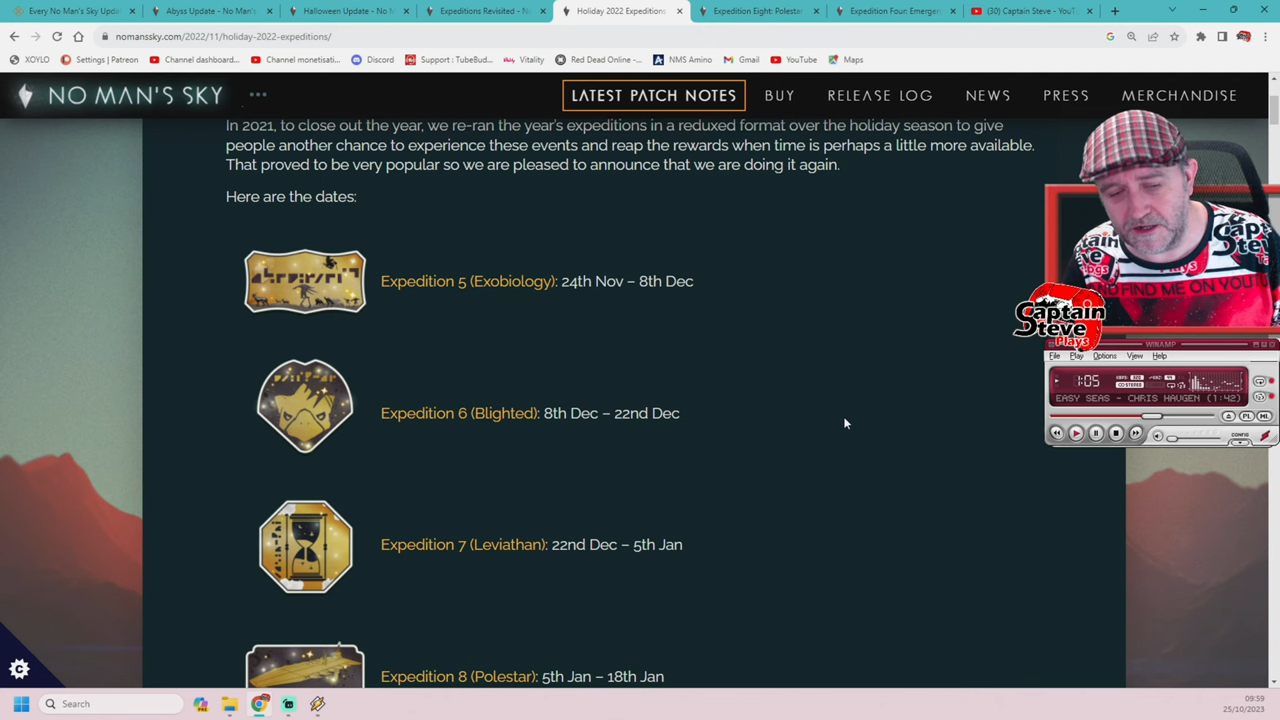 Every No Man's Sky Upda
Abyss Update - No Man's
Halloween Update - No M
Expeditions Revisited - N
Holiday 2022 Expeditions
Expedition Eight: Polestar
Expedition Four: Emergen
(30) Captain Steve - YouT
nomanssky.com/2022/11/holiday-2022-expeditions/
XOYLO
Settings | Patreon
Channel dashboard...
Channel monetisati...
Discord
Support : TubeBud...
Vitality
Red Dead Online -...
NMS Amino
Gmail
YouTube
Maps
NO MAN'S SKY
LATEST PATCH NOTES
BUY
RELEASE LOG
NEWS
PRESS
MERCHANDISE
In 2021, to close out the year, we re-ran the year's expeditions in a reduxed format over the holiday season to give
people another chance to experience these events and reap the rewards when time is perhaps a little more available.
That proved to be very popular so we are pleased to announce that we are doing it again.
Here are the dates:
Expedition 5 (Exobiology): 24th Nov – 8th Dec
Expedition 6 (Blighted): 8th Dec – 22nd Dec
Expedition 7 (Leviathan): 22nd Dec – 5th Jan
Expedition 8 (Polestar): 5th Jan – 18th Jan
AND FIND ME ON YOUT
Captain
Steve
Plays
WINAMP
File Play Options View Help
1:05
EASY SEAS - CHRIS HAUGEN (1:42)
Search
09:59
25/10/2023